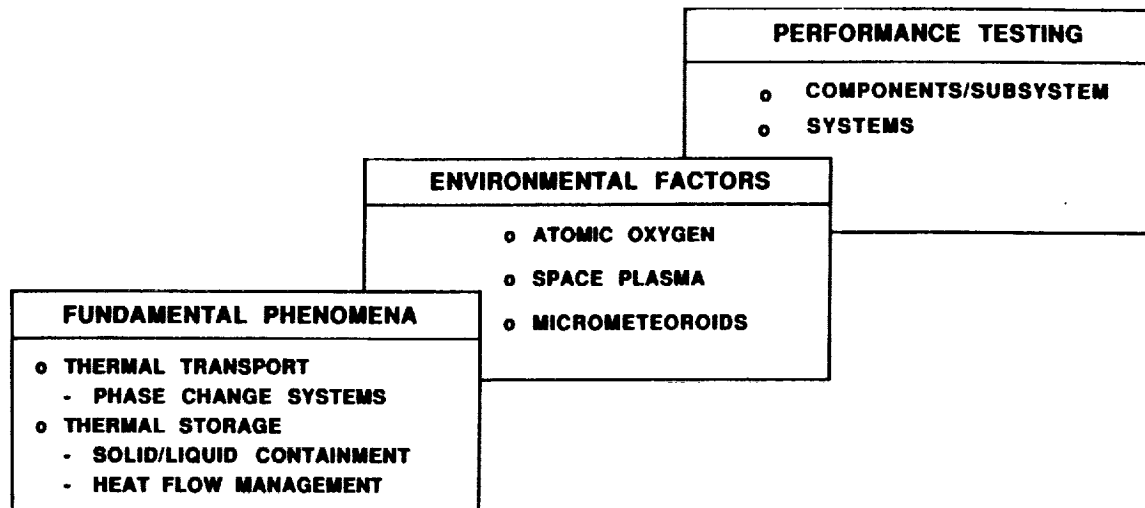 PERFORMANCE TESTING
o COMPONENTS/SUBSYSTEM
o SYSTEMS
ENVIRONMENTAL FACTORS
o ATOMIC OXYGEN
o SPACE PLASMA
o MICROMETEOROIDS
FUNDAMENTAL PHENOMENA
o THERMAL TRANSPORT
- PHASE CHANGE SYSTEMS
o THERMAL STORAGE
- SOLID/LIQUID CONTAINMENT
- HEAT FLOW MANAGEMENT